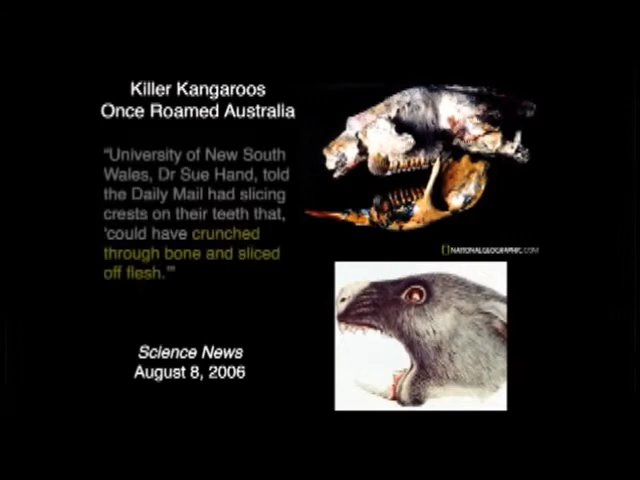 Killer Kangaroos
Once Roamed Australia
“University of New South
Wales, Dr Sue Hand, told
the Daily Mail had slicing
crests on their teeth that,
‘could have crunched
through bone and sliced
off flesh.’”
NATIONALGEOGRAPHIC.COM
Science News
August 8, 2006